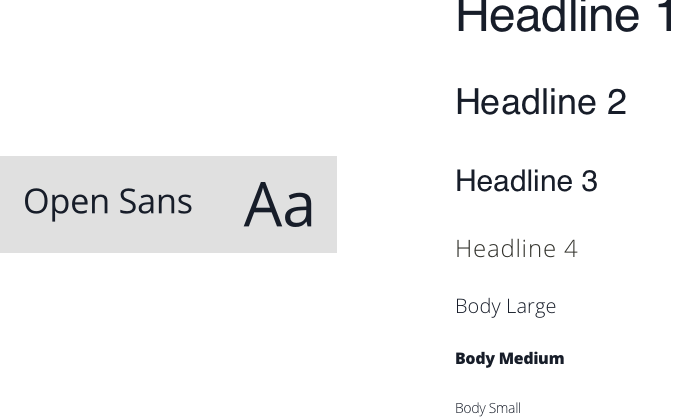 Open Sans Aa
Headline 1
Headline 2
Headline 3
Headline 4
Body Large
Body Medium
Body Small